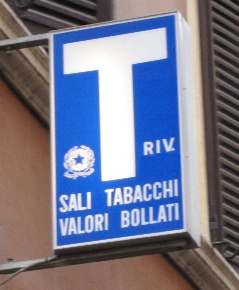 T
RIV.
SALI TABACCHI
VALORI BOLLATI